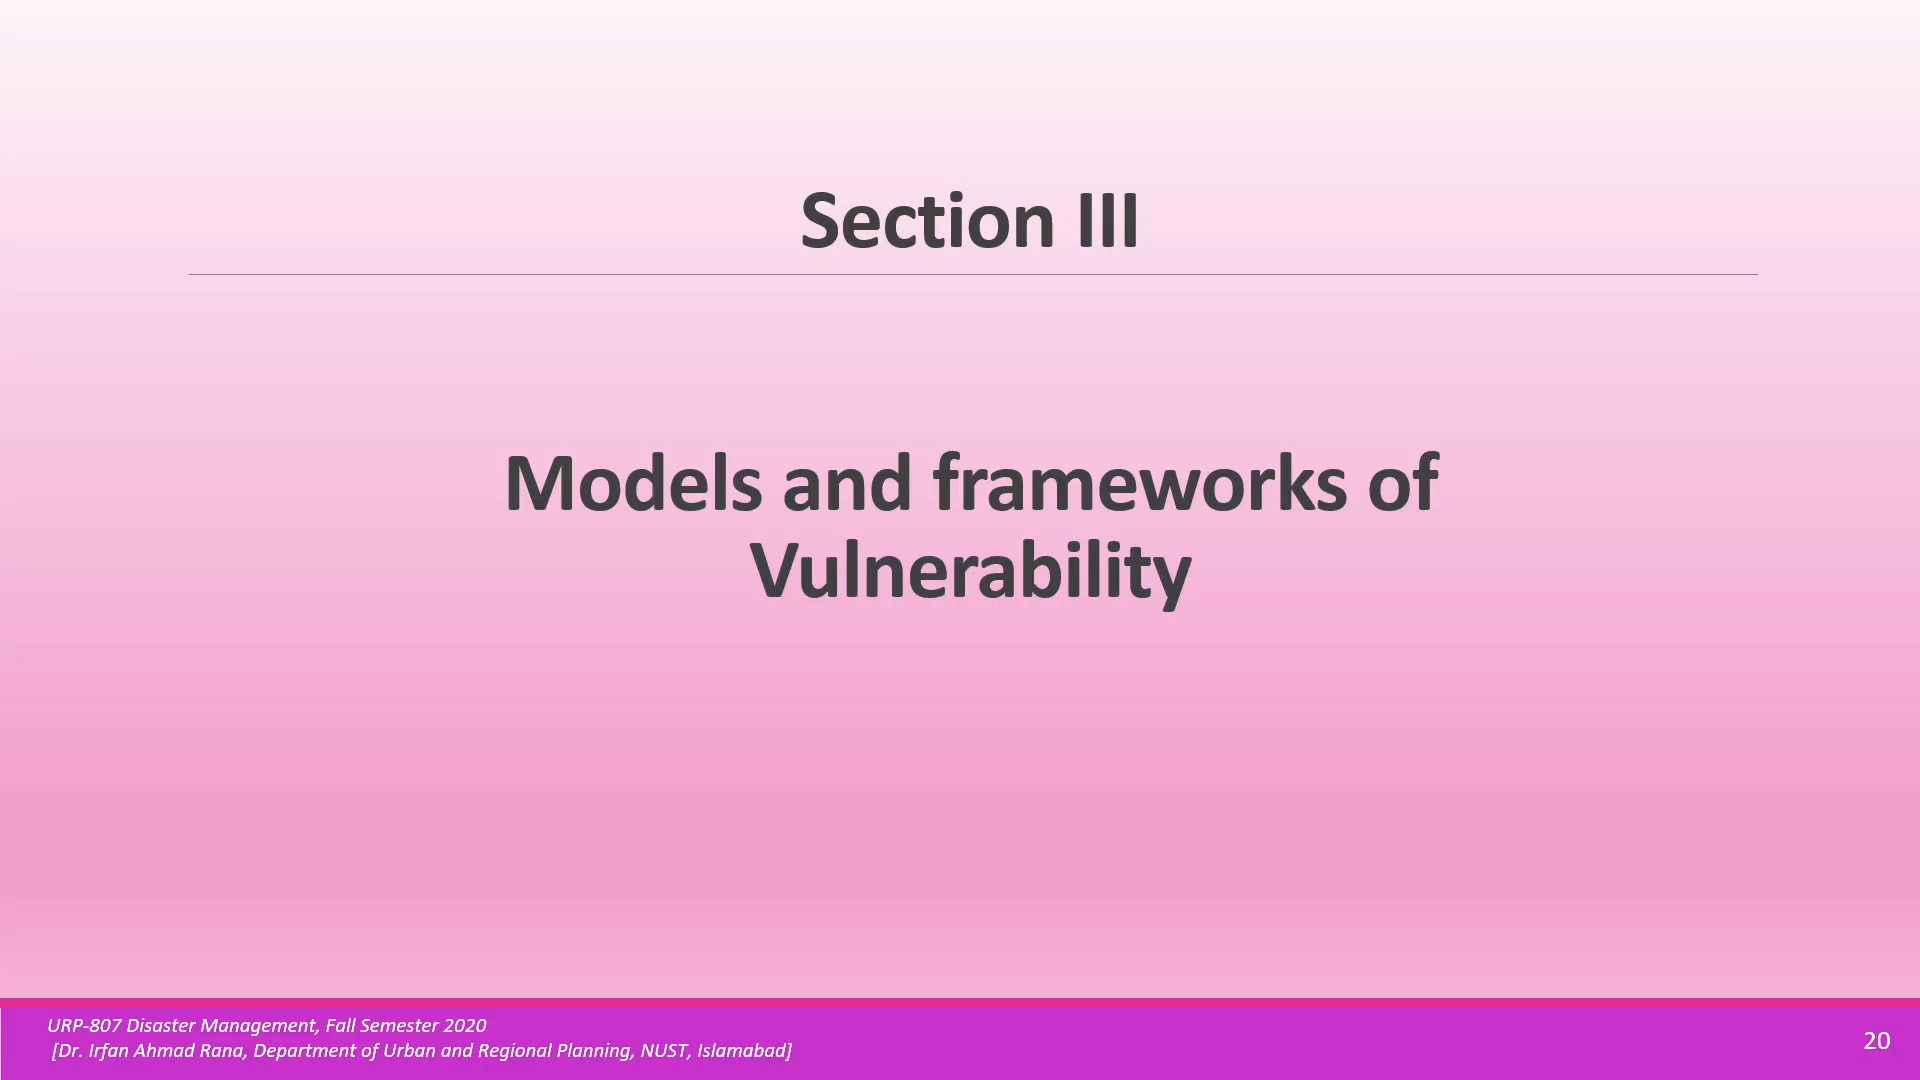 Section III
Models and frameworks of
Vulnerability
URP-807 Disaster Management, Fall Semester 2020
[Dr. Irfan Ahmad Rana, Department of Urban and Regional Planning, NUST, Islamabad]
20